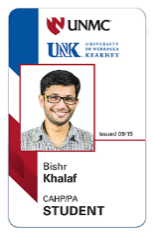 UNMC
UNK
UNIVERSITY
OF NEBRASKA
KEARNEY
Issued 09/15
Bishr
Khalaf
CAHP/PA
STUDENT